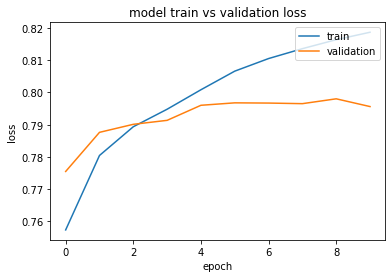 model train vs validation loss
0.82
0.81
0.80
0.79
0.78
0.77
0.76
loss
train
validation
0
2
4
6
8
epoch